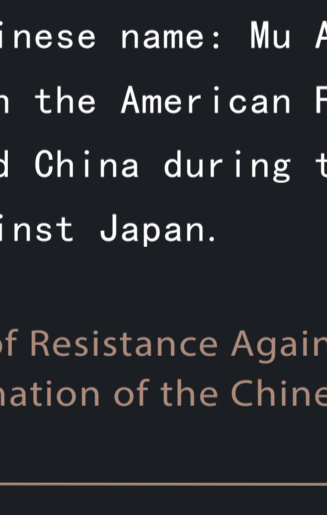 inese name: Mu A
n the American F
d China during t
inst Japan.
of Resistance Again
nation of the Chine